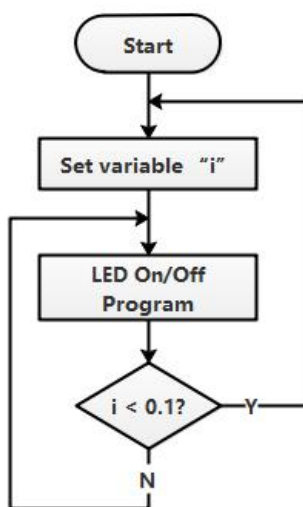 Start
Set variable “i”
LED On/Off
Program
i < 0.1?
Y
N